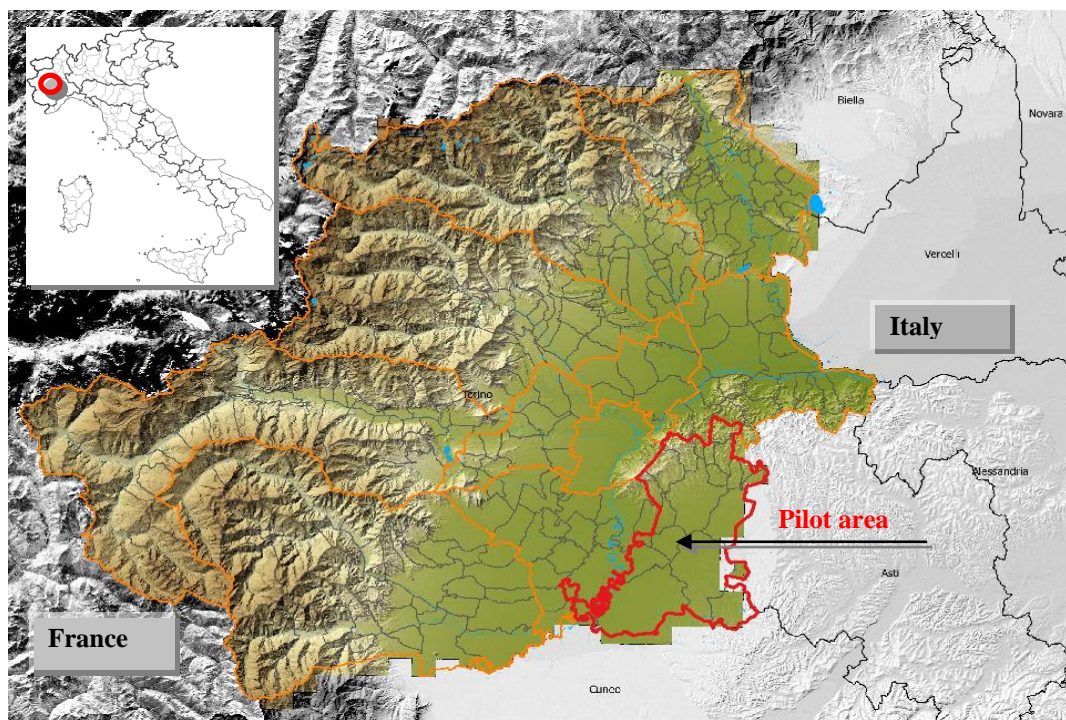 Biella
Novara
Vercelli
Italy
Torino
Alessandria
Pilot area
Asti
France
Cuneo